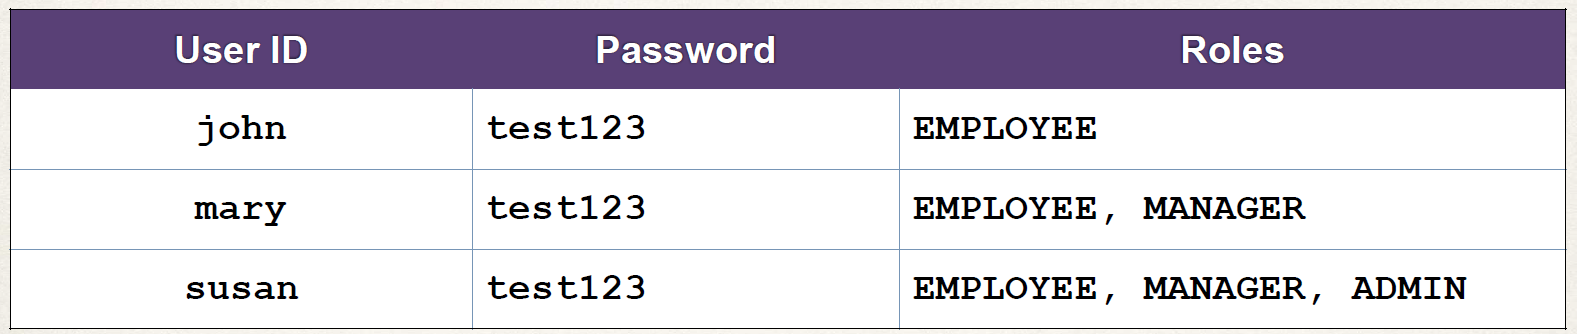 User ID Password Roles
john test123 EMPLOYEE
mary test123 EMPLOYEE, MANAGER
susan test123 EMPLOYEE, MANAGER, ADMIN